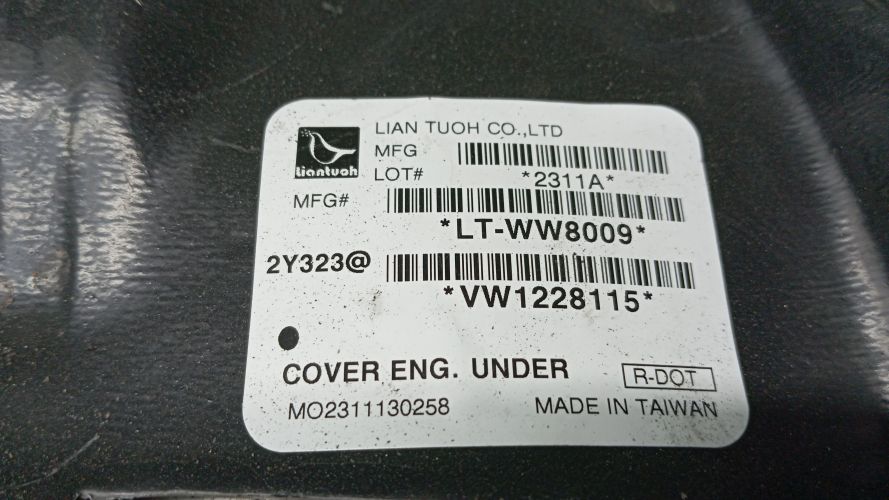 LIAN TUOH CO.,LTD
Liantuoh
MFG
LOT#
*2311A*
MFG#
*LT-WW8009*
2Y323@
*VW1228115*
COVER ENG. UNDER
R-DOT
MO2311130258
MADE IN TAIWAN